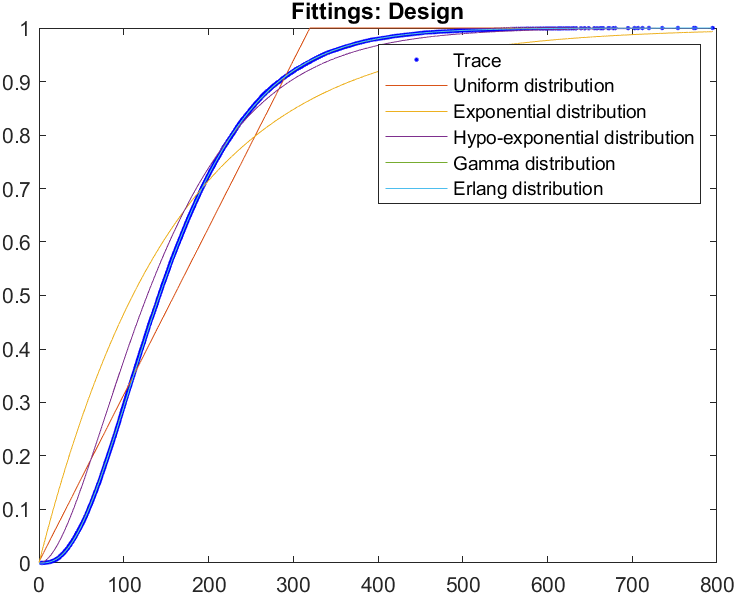 Fittings: Design
1
0.9
0.8
0.7
0.6
0.5
0.4
0.3
0.2
0.1
0
Trace
Uniform distribution
Exponential distribution
Hypo-exponential distribution
Gamma distribution
Erlang distribution
0 100 200 300 400 500 600 700 800